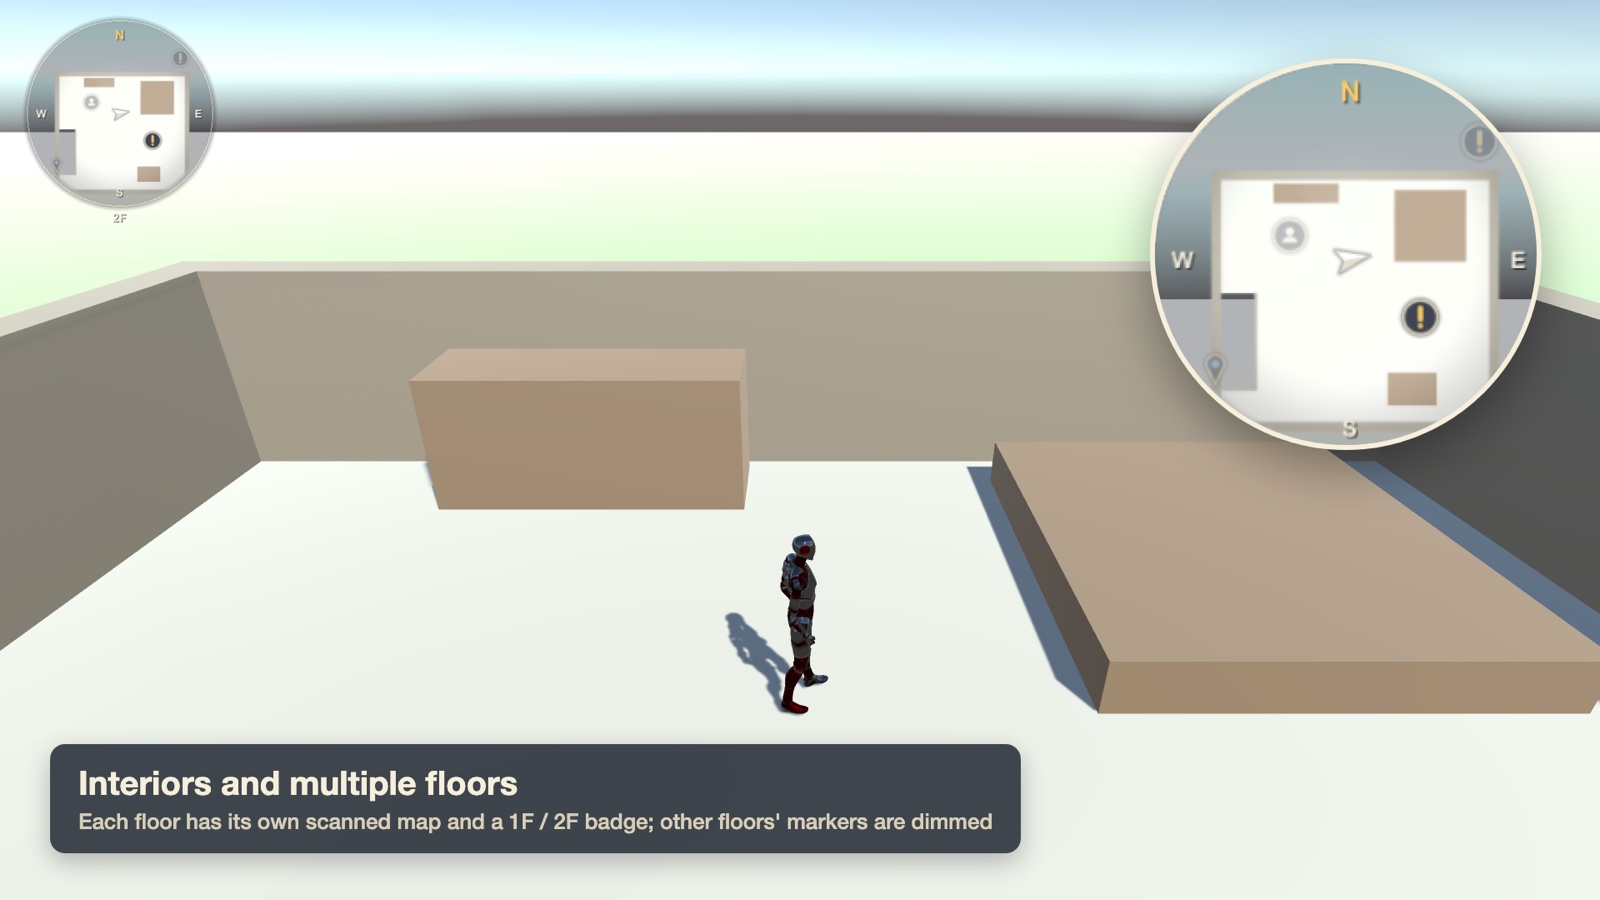 N
!
W
E
!
S
2F
N
!
W
E
!
S
Interiors and multiple floors
Each floor has its own scanned map and a 1F / 2F badge; other floors' markers are dimmed